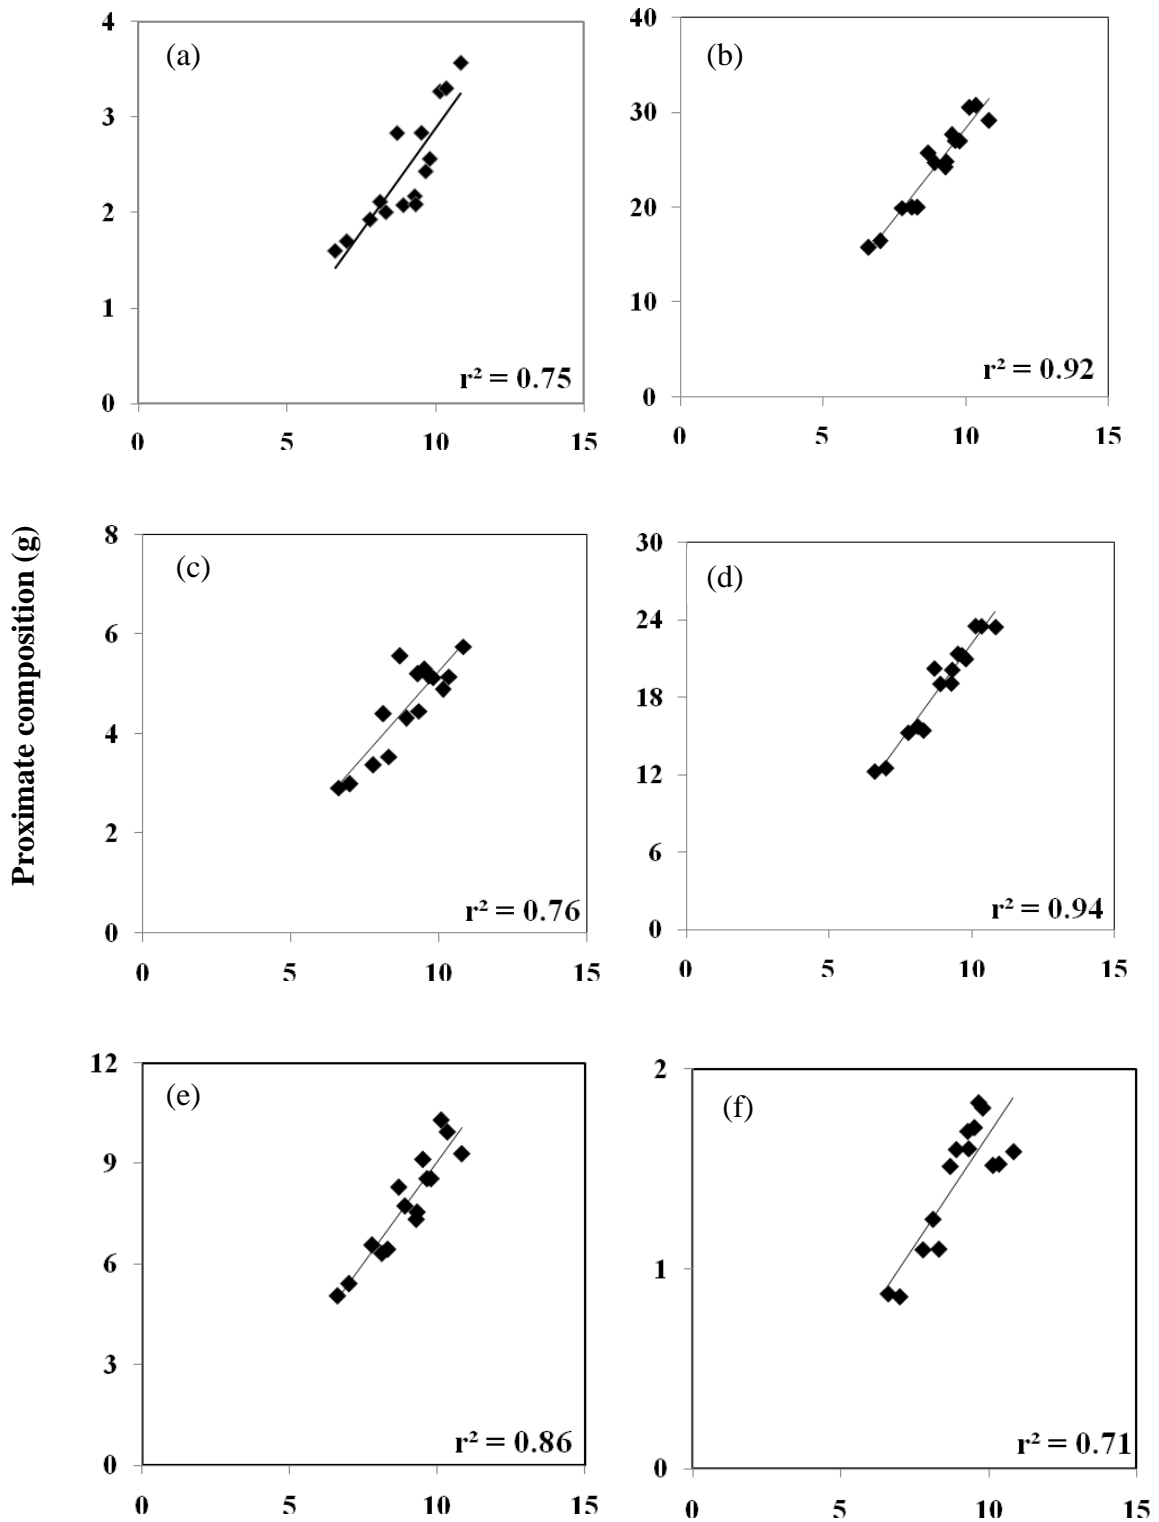 Proximate composition (g)
(a)
4
3
2
1
0
r² = 0.75
0 5 10 15
(b)
40
30
20
10
0
r² = 0.92
0 5 10 15
(c)
8
6
4
2
0
r² = 0.76
0 5 10 15
(d)
30
24
18
12
6
0
r² = 0.94
0 5 10 15
(e)
12
9
6
3
0
r² = 0.86
0 5 10 15
(f)
2
1
0
r² = 0.71
0 5 10 15